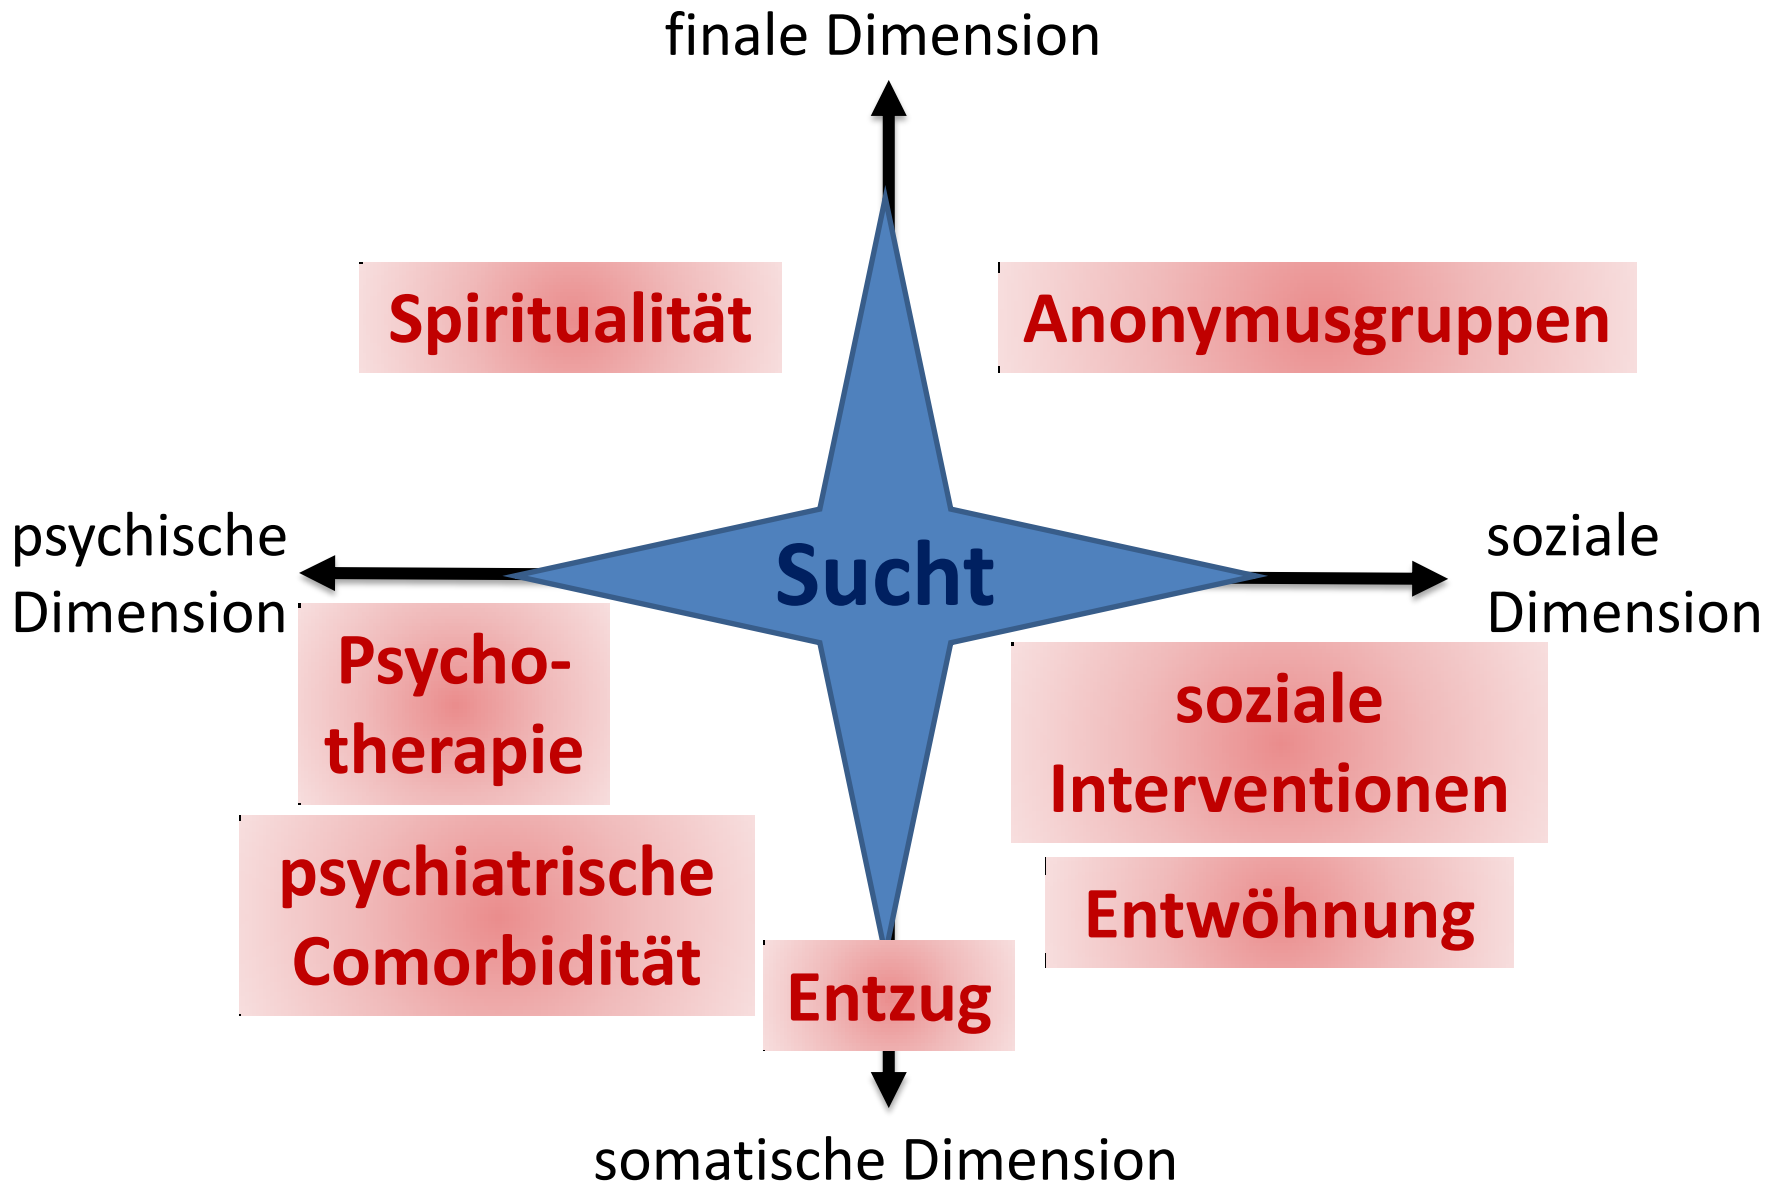 finale Dimension
Spiritualität
Anonymusgruppen
psychische
Dimension
Sucht
soziale
Dimension
Psycho-
therapie
soziale
Interventionen
psychiatrische
Comorbidität
Entwöhnung
Entzug
somatische Dimension